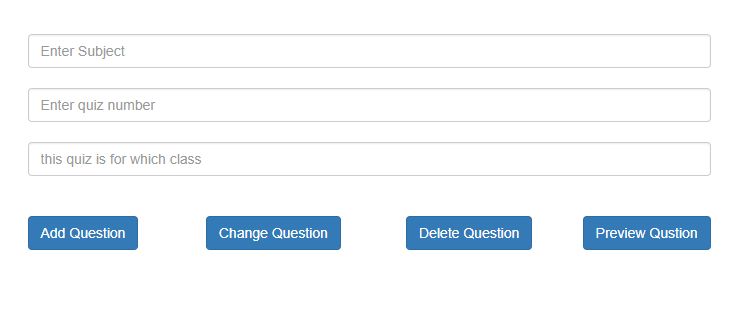 Enter Subject
Enter quiz number
this quiz is for which class
Add Question Change Question Delete Question Preview Qustion